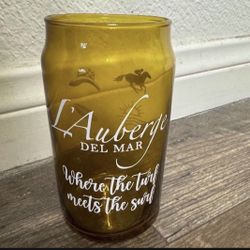 L'Auberge
DEL MAR
Where the turf
meets the surf